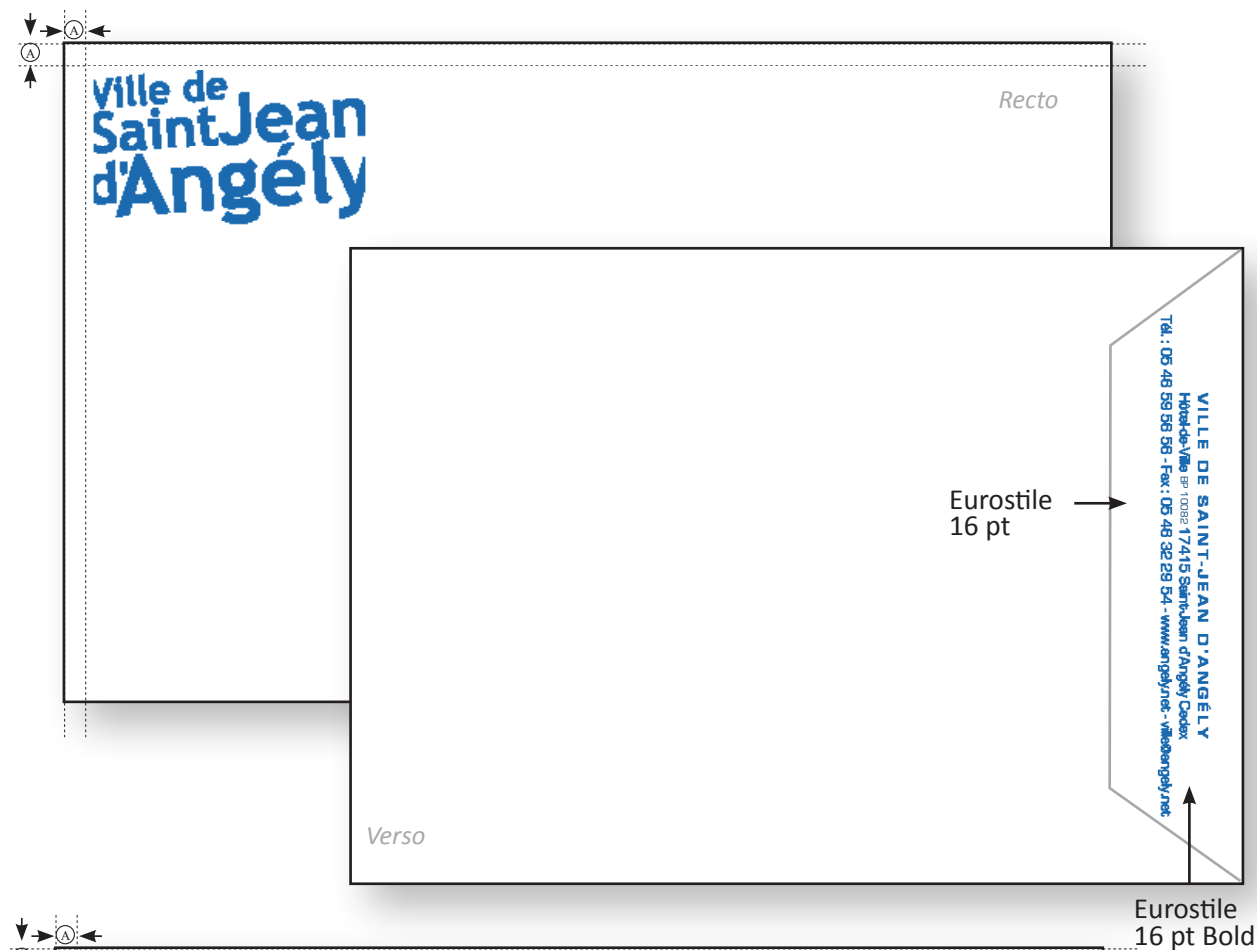 A
A
Ville de
Saint Jean
d'Angély
Recto
VILLE DE SAINT-JEAN D'ANGÉLY
Hôtel-de-Ville BP 10082 17415 Saint-Jean d'Angély Cedex
Tél. : 05 46 59 56 56 - Fax : 05 46 32 29 54 - www.angely.net - ville@angely.net
Eurostile
16 pt
Verso
Eurostile
16 pt Bold
A